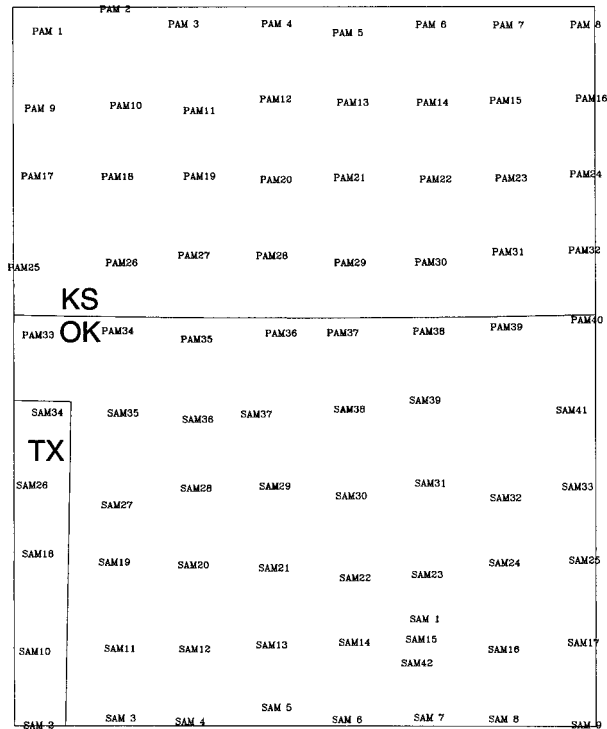 PAM 1 PAM 2 PAM 3 PAM 4 PAM 5 PAM 6 PAM 7 PAM 8
PAM 9 PAM10 PAM11 PAM12 PAM13 PAM14 PAM15 PAM16
PAM17 PAM18 PAM19 PAM20 PAM21 PAM22 PAM23 PAM24
PAM25 PAM26 PAM27 PAM28 PAM29 PAM30 PAM31 PAM32
KS
OK
PAM33 PAM34 PAM35 PAM36 PAM37 PAM38 PAM39 PAM40
SAM34 SAM35 SAM36 SAM37 SAM38 SAM39 SAM41
TX
SAM26 SAM27 SAM28 SAM29 SAM30 SAM31 SAM32 SAM33
SAM18 SAM19 SAM20 SAM21 SAM22 SAM23 SAM24 SAM25
SAM 1
SAM10 SAM11 SAM12 SAM13 SAM14 SAM15 SAM16 SAM17
SAM42
SAM 3 SAM 4 SAM 5 SAM 6 SAM 7 SAM 8 SAM 9